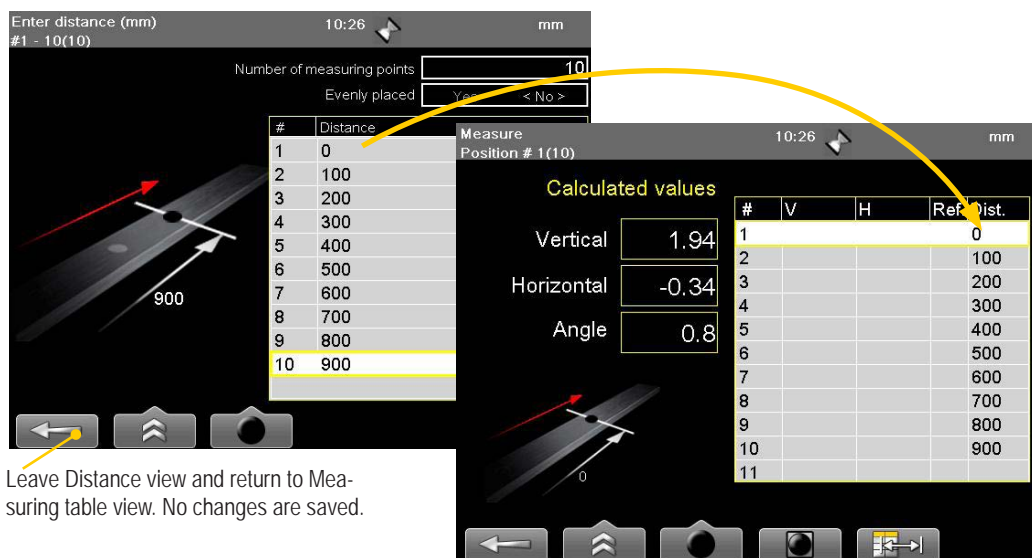 Enter distance (mm) 10:26 mm
#1 - 10(10)
Number of measuring points 10
Evenly placed Yes < No >
# Distance
1 0
2 100
3 200
4 300
5 400
6 500
7 600
8 700
9 800
10 900
900
Leave Distance view and return to Mea-
suring table view. No changes are saved.
Measure 10:26 mm
Position # 1(10)
Calculated values
Vertical 1.94
Horizontal -0.34
Angle 0.8
# V H Ref Dist.
1 0
2 100
3 200
4 300
5 400
6 500
7 600
8 700
9 800
10 900
11
0